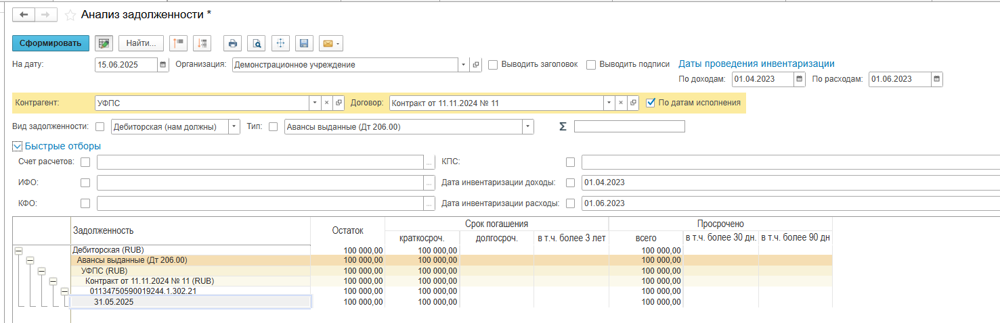 Анализ задолженности *
Сформировать Найти...
На дату: 15.06.2025 Организация: Демонстрационное учреждение Выводить заголовок Выводить подписи Даты проведения инвентаризации
По доходам: 01.04.2023 По расходам: 01.06.2023
Контрагент: УФПС Договор: Контракт от 11.11.2024 № 11 По датам исполнения
Вид задолженности: Дебиторская (нам должны) Тип: Авансы выданные (Дт 206.00) Σ
Быстрые отборы
Счет расчетов: ... КПС:
ИФО: ... Дата инвентаризации доходы: 01.04.2023
КФО: ... Дата инвентаризации расходы: 01.06.2023
Задолженность Остаток Срок погашения Просрочено
краткосроч. долгосроч. в т.ч. более 3 лет всего в т.ч. более 30 дн. в т.ч. более 90 дн
Дебиторская (RUB) 100 000,00 100 000,00 100 000,00
Авансы выданные (Дт 206.00) 100 000,00 100 000,00 100 000,00
УФПС (RUB) 100 000,00 100 000,00 100 000,00
Контракт от 11.11.2024 № 11 (RUB) 100 000,00 100 000,00 100 000,00
01134750590019244.1.302.21 100 000,00 100 000,00 100 000,00
31.05.2025 100 000,00 100 000,00 100 000,00